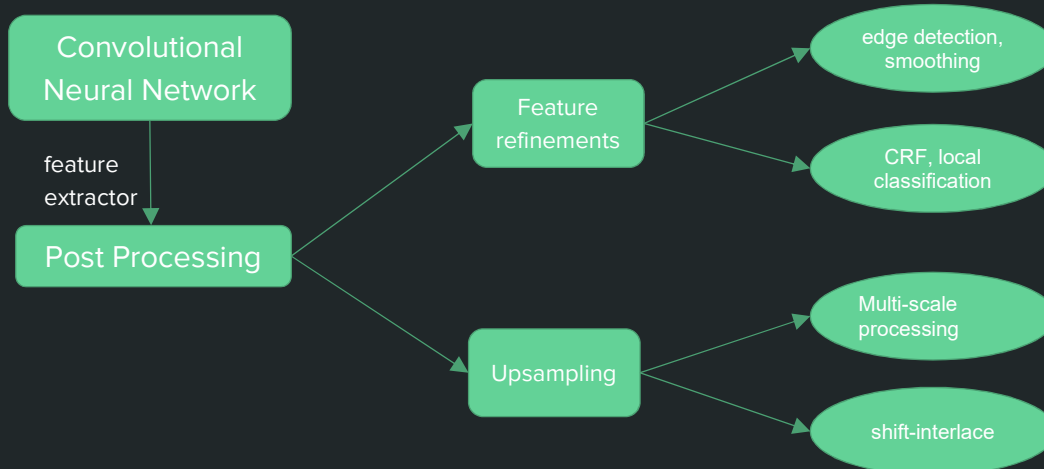 Convolutional
Neural Network
feature
extractor
Post Processing
Feature
refinements
Upsampling
edge detection,
smoothing
CRF, local
classification
Multi-scale
processing
shift-interlace